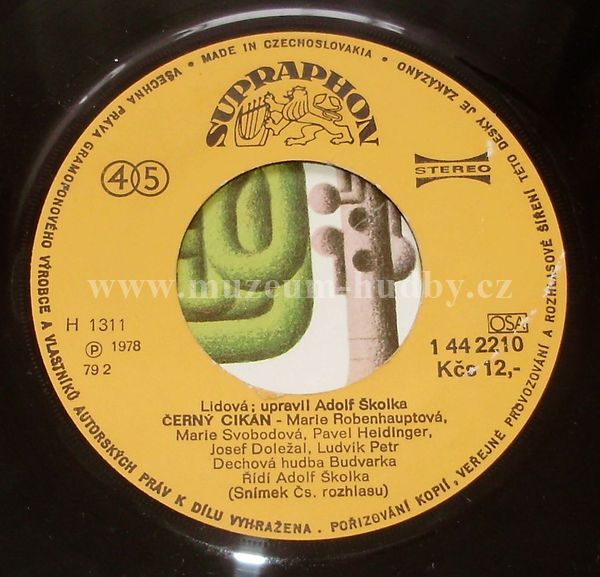 VŠECHNA PRÁVA GRAMOFONOVÉHO VÝROBCE A VLASTNÍKŮ AUTORSKÝCH PRÁV K DÍLU VYHRAŽENA. POŘIZOVÁNÍ KOPIÍ, VEŘEJNÉ PROVOZOVÁNÍ A ROZHLASOVÉ ŠÍŘENÍ TÉTO DESKY JE ZAKÁZÁNO • MADE IN CZECHOSLOVAKIA •
SUPRAPHON
45
STEREO
www.muzeum-hudby.cz
H 1311
℗ 1978
79 2
OSA
1 44 2210
Kčs 12,-
Lidová; upravil Adolf Školka
ČERNÝ CIKÁN - Marie Robenhauptová,
Marie Svobodová, Pavel Heidinger,
Josef Doležal, Ludvík Petr
Dechová hudba Budvarka
Řídí Adolf Školka
(Snímek Čs. rozhlasu)